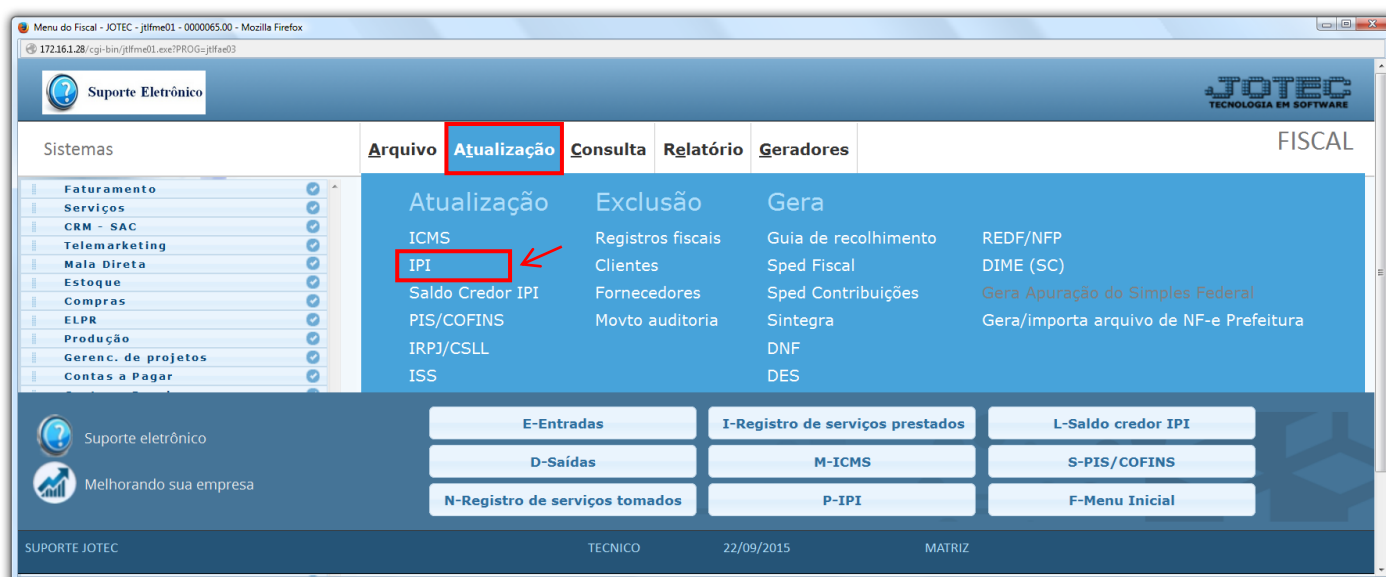 Menu do Fiscal - JOTEC - jtlfme01 - 0000065.00 - Mozilla Firefox
172.16.1.28/cgi-bin/jtlfme01.exe?PROG=jtlfae03
Suporte Eletrônico
JOTEC
TECNOLOGIA EM SOFTWARE
Sistemas
Arquivo Atualização Consulta Relatório Geradores
FISCAL
Faturamento
Serviços
CRM - SAC
Telemarketing
Mala Direta
Estoque
Compras
ELPR
Produção
Gerenc. de projetos
Contas a Pagar
Atualização Exclusão Gera
ICMS Registros fiscais Guia de recolhimento REDF/NFP
IPI Clientes Sped Fiscal DIME (SC)
Saldo Credor IPI Fornecedores Sped Contribuições Gera Apuração do Simples Federal
PIS/COFINS Movto auditoria Sintegra Gera/importa arquivo de NF-e Prefeitura
IRPJ/CSLL DNF
ISS DES
Suporte eletrônico
Melhorando sua empresa
E-Entradas I-Registro de serviços prestados L-Saldo credor IPI
D-Saídas M-ICMS S-PIS/COFINS
N-Registro de serviços tomados P-IPI F-Menu Inicial
SUPORTE JOTEC TECNICO 22/09/2015 MATRIZ